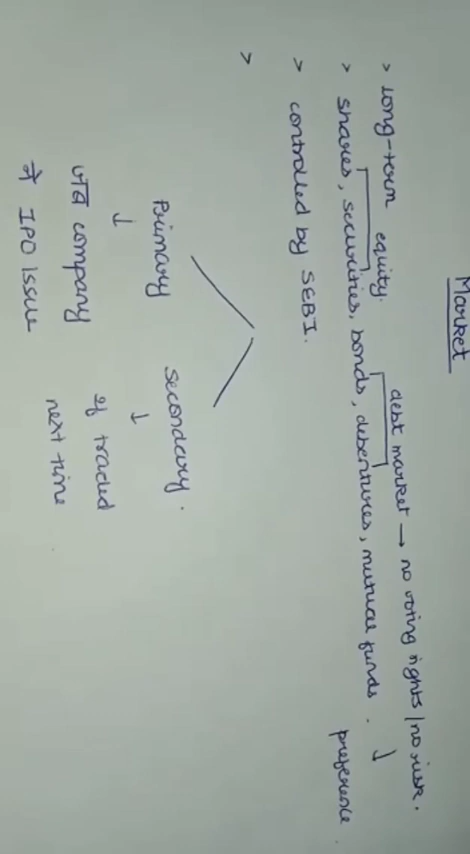 Market
debt market → no voting rights / no risk.
> long-term equity.
> shares, securities, bonds, debentures, mutual funds.
↓
preference
> controlled by SEBI.
>
Primary Secondary.
↓ ↓
जब company if traded
ने IPO Issue next time